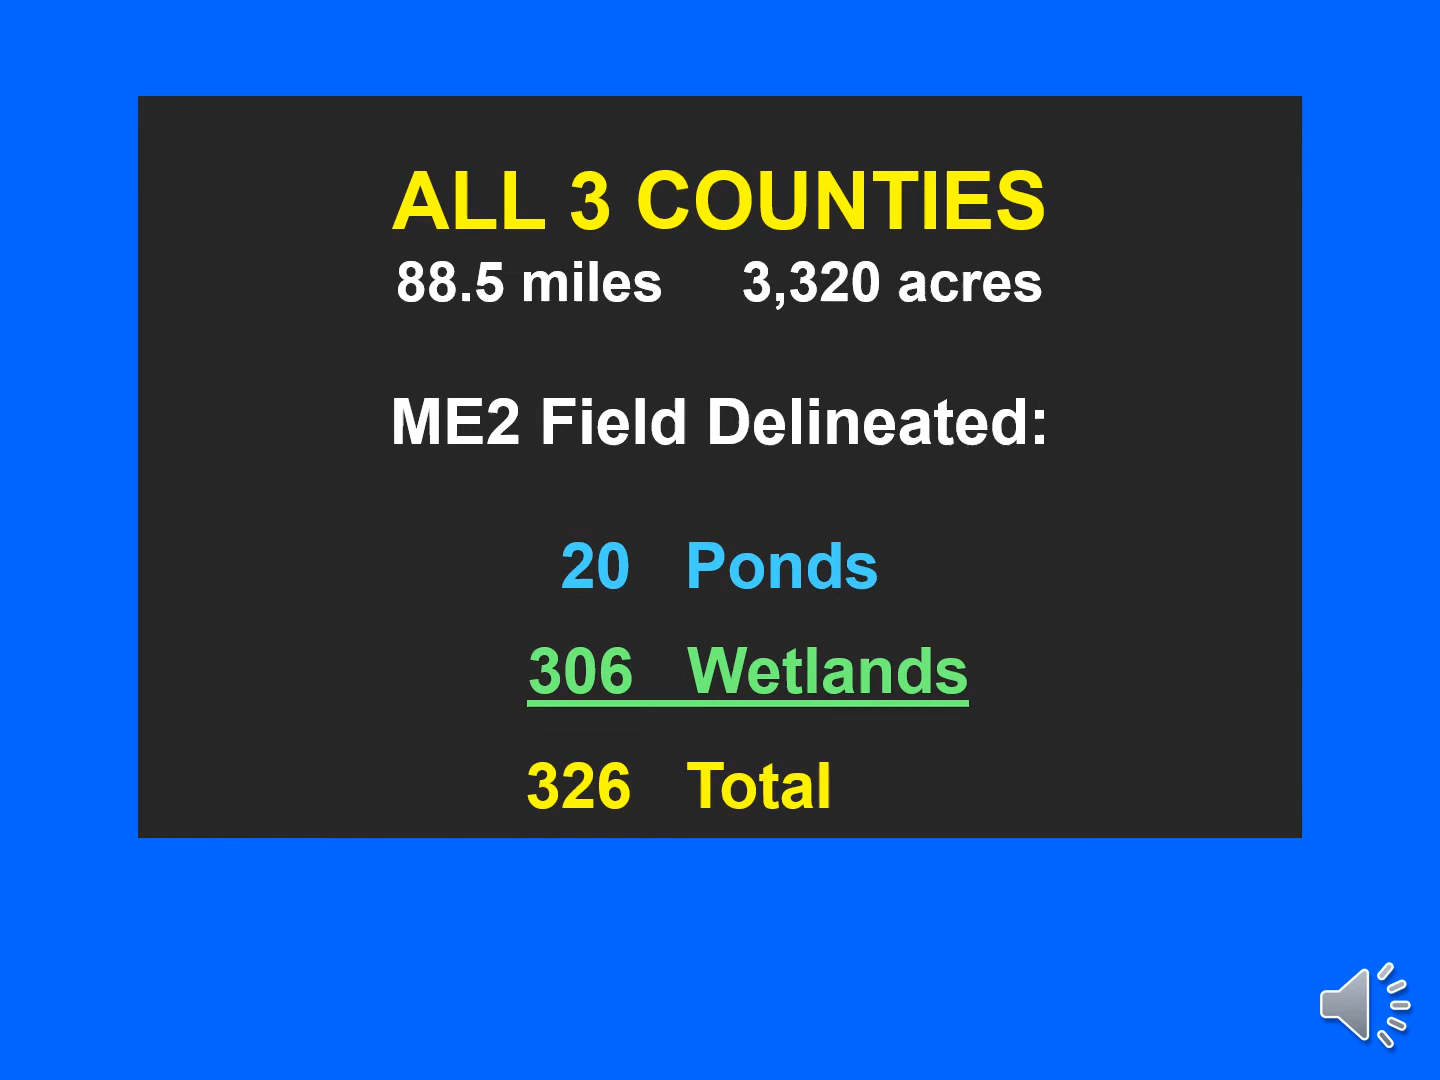 ALL 3 COUNTIES
88.5 miles 3,320 acres
ME2 Field Delineated:
20 Ponds
306 Wetlands
326 Total